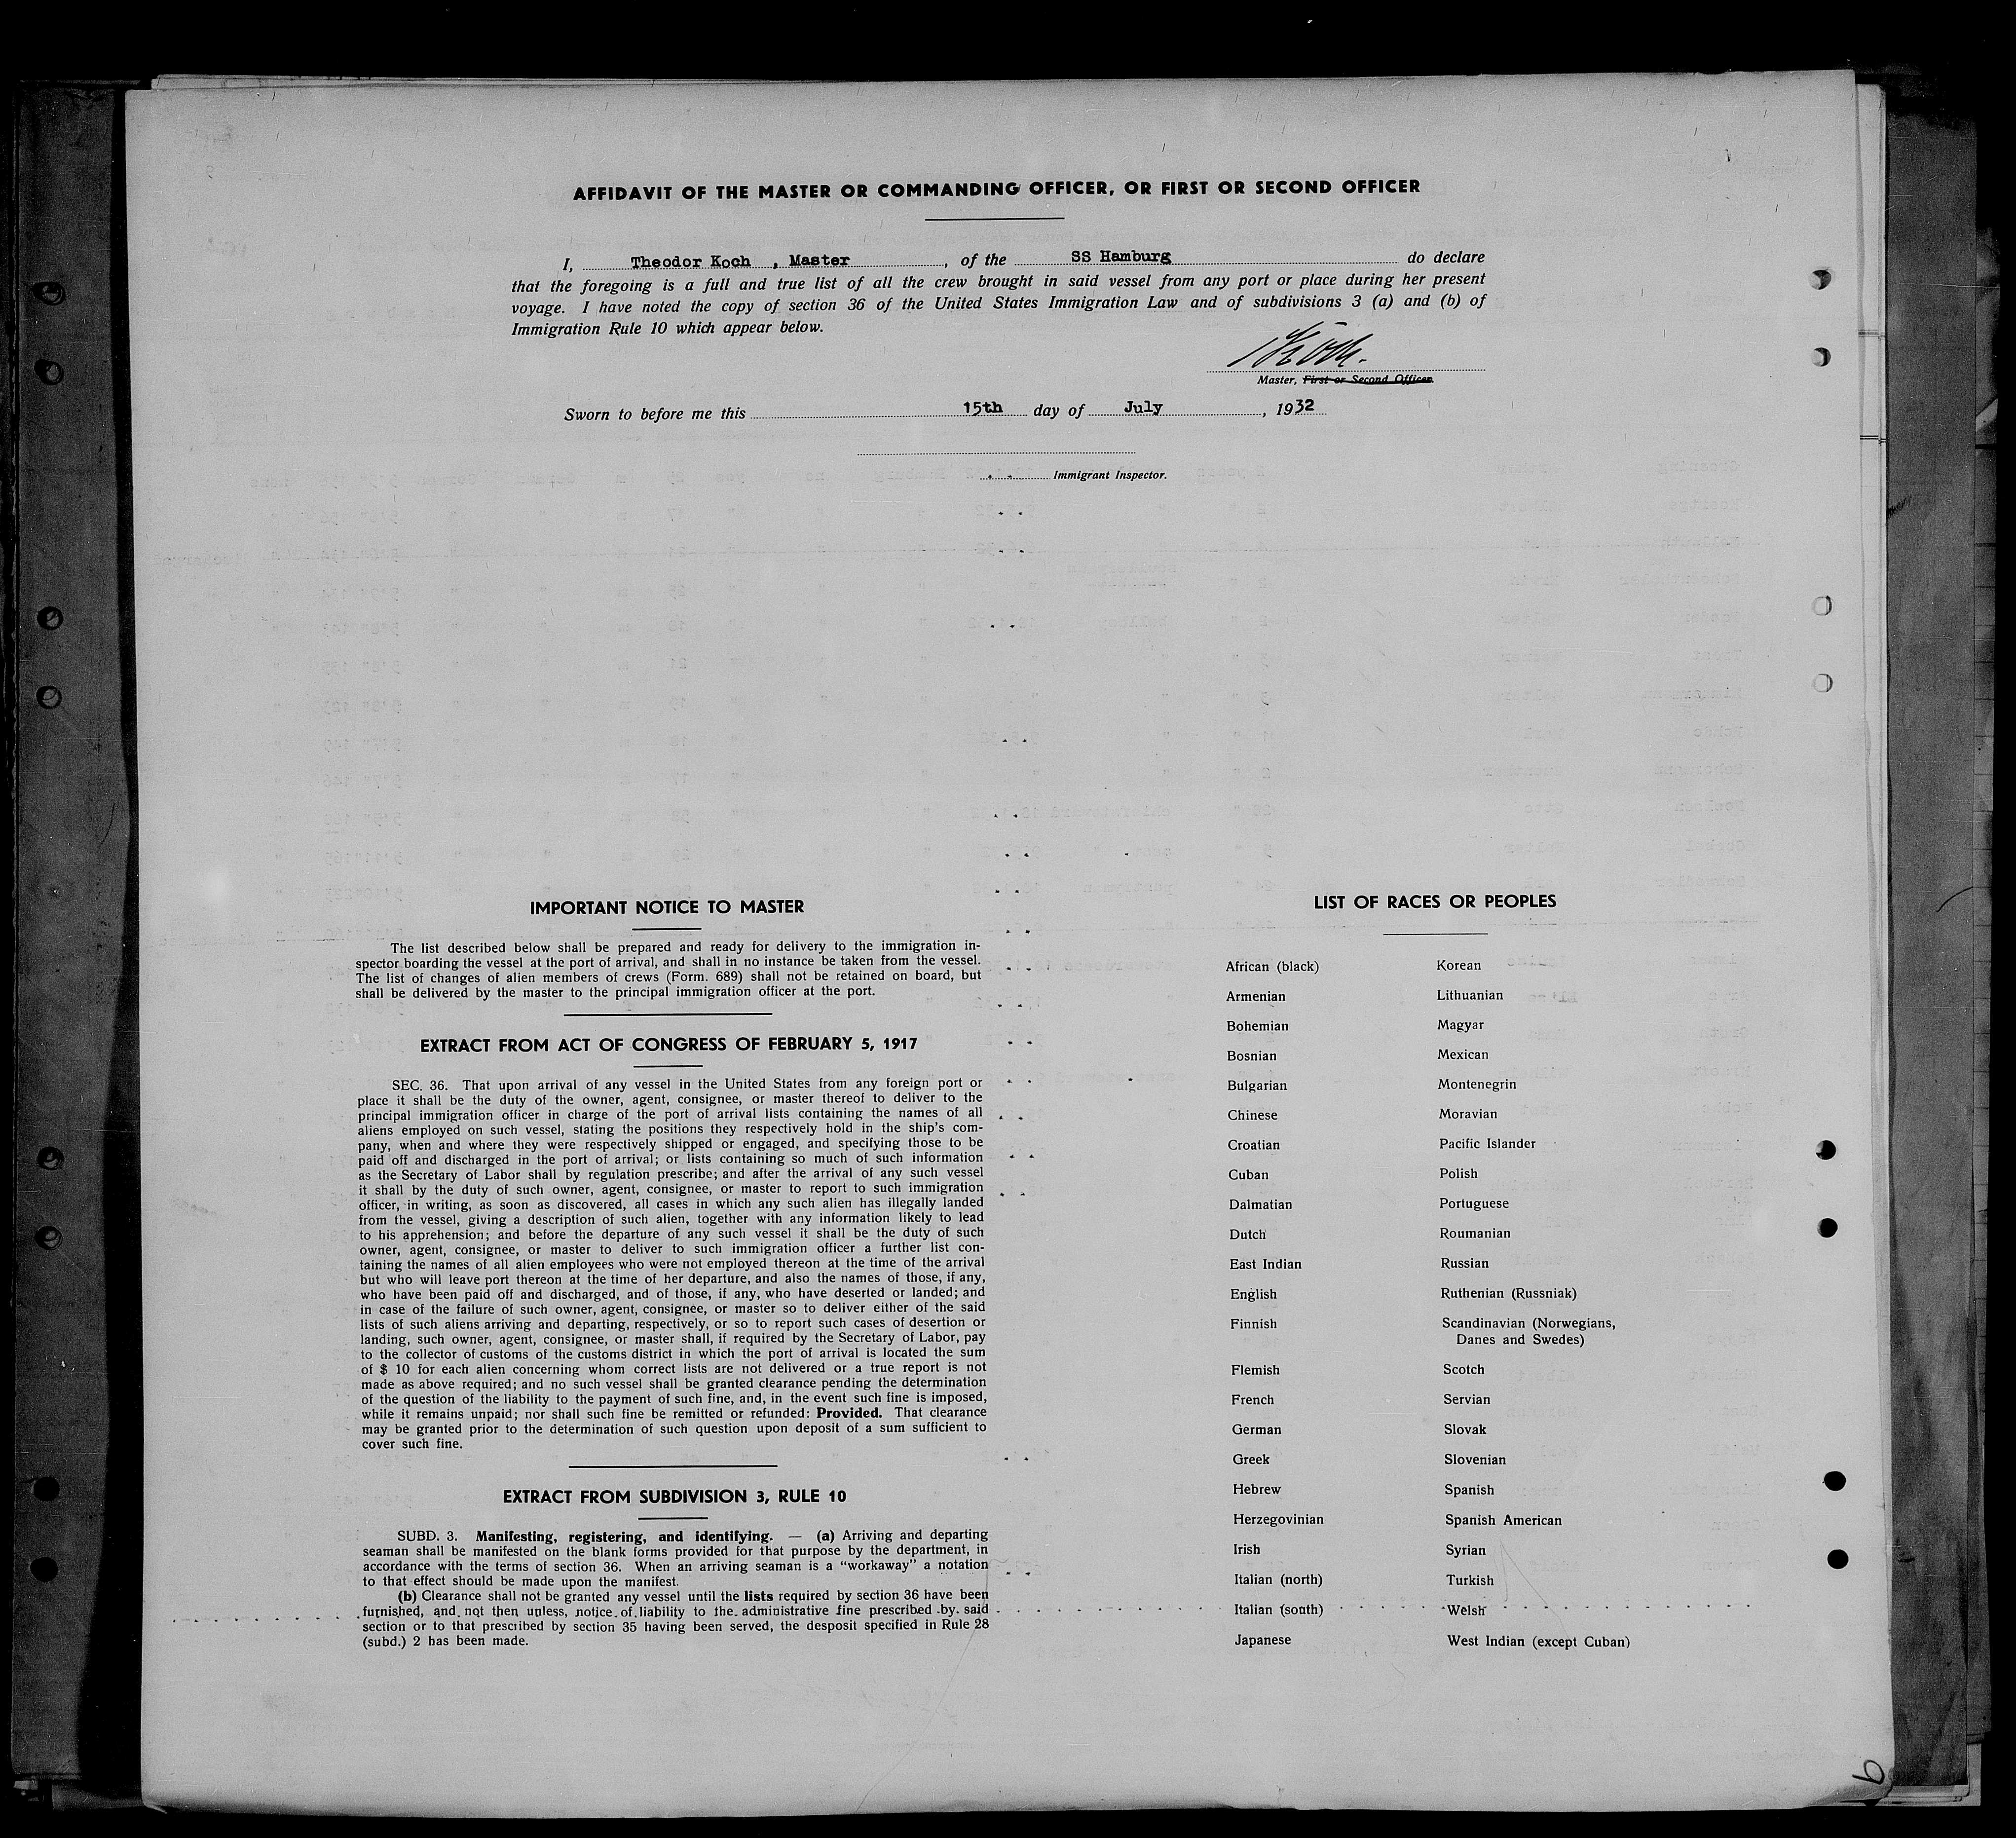 AFFIDAVIT OF THE MASTER OR COMMANDING OFFICER, OR FIRST OR SECOND OFFICER
I, Theodor Koch , Master , of the SS Hamburg do declare
that the foregoing is a full and true list of all the crew brought in said vessel from any port or place during her present
voyage. I have noted the copy of section 36 of the United States Immigration Law and of subdivisions 3 (a) and (b) of
Immigration Rule 10 which appear below.
Koch.
Master, First or Second Officer
Sworn to before me this 15th day of July , 1932
Immigrant Inspector.
IMPORTANT NOTICE TO MASTER
The list described below shall be prepared and ready for delivery to the immigration in-
spector boarding the vessel at the port of arrival, and shall in no instance be taken from the vessel.
The list of changes of alien members of crews (Form. 689) shall not be retained on board, but
shall be delivered by the master to the principal immigration officer at the port.
EXTRACT FROM ACT OF CONGRESS OF FEBRUARY 5, 1917
SEC. 36. That upon arrival of any vessel in the United States from any foreign port or
place it shall be the duty of the owner, agent, consignee, or master thereof to deliver to the
principal immigration officer in charge of the port of arrival lists containing the names of all
aliens employed on such vessel, stating the positions they respectively hold in the ship's com-
pany, when and where they were respectively shipped or engaged, and specifying those to be
paid off and discharged in the port of arrival; or lists containing so much of such information
as the Secretary of Labor shall by regulation prescribe; and after the arrival of any such vessel
it shall by the duty of such owner, agent, consignee, or master to report to such immigration
officer, in writing, as soon as discovered, all cases in which any such alien has illegally landed
from the vessel, giving a description of such alien, together with any information likely to lead
to his apprehension; and before the departure of any such vessel it shall be the duty of such
owner, agent, consignee, or master to deliver to such immigration officer a further list con-
taining the names of all alien employees who were not employed thereon at the time of the arrival
but who will leave port thereon at the time of her departure, and also the names of those, if any,
who have been paid off and discharged, and of those, if any, who have deserted or landed; and
in case of the failure of such owner, agent, consignee, or master so to deliver either of the said
lists of such aliens arriving and departing, respectively, or so to report such cases of desertion or
landing, such owner, agent, consignee, or master shall, if required by the Secretary of Labor, pay
to the collector of customs of the customs district in which the port of arrival is located the sum
of $ 10 for each alien concerning whom correct lists are not delivered or a true report is not
made as above required; and no such vessel shall be granted clearance pending the determination
of the question of the liability to the payment of such fine, and, in the event such fine is imposed,
while it remains unpaid; nor shall such fine be remitted or refunded: Provided. That clearance
may be granted prior to the determination of such question upon deposit of a sum sufficient to
cover such fine.
EXTRACT FROM SUBDIVISION 3, RULE 10
SUBD. 3. Manifesting, registering, and identifying. — (a) Arriving and departing
seaman shall be manifested on the blank forms provided for that purpose by the department, in
accordance with the terms of section 36. When an arriving seaman is a “workaway” a notation
to that effect should be made upon the manifest.
(b) Clearance shall not be granted any vessel until the lists required by section 36 have been
furnished, and not then unless, notice of liability to the administrative fine prescribed by said
section or to that prescribed by section 35 having been served, the desposit specified in Rule 28
(subd.) 2 has been made.
LIST OF RACES OR PEOPLES
African (black) Korean
Armenian Lithuanian
Bohemian Magyar
Bosnian Mexican
Bulgarian Montenegrin
Chinese Moravian
Croatian Pacific Islander
Cuban Polish
Dalmatian Portuguese
Dutch Roumanian
East Indian Russian
English Ruthenian (Russniak)
Finnish Scandinavian (Norwegians,
Danes and Swedes)
Flemish Scotch
French Servian
German Slovak
Greek Slovenian
Hebrew Spanish
Herzegovinian Spanish American
Irish Syrian
Italian (north) Turkish
Italian (south) Welsh
Japanese West Indian (except Cuban)